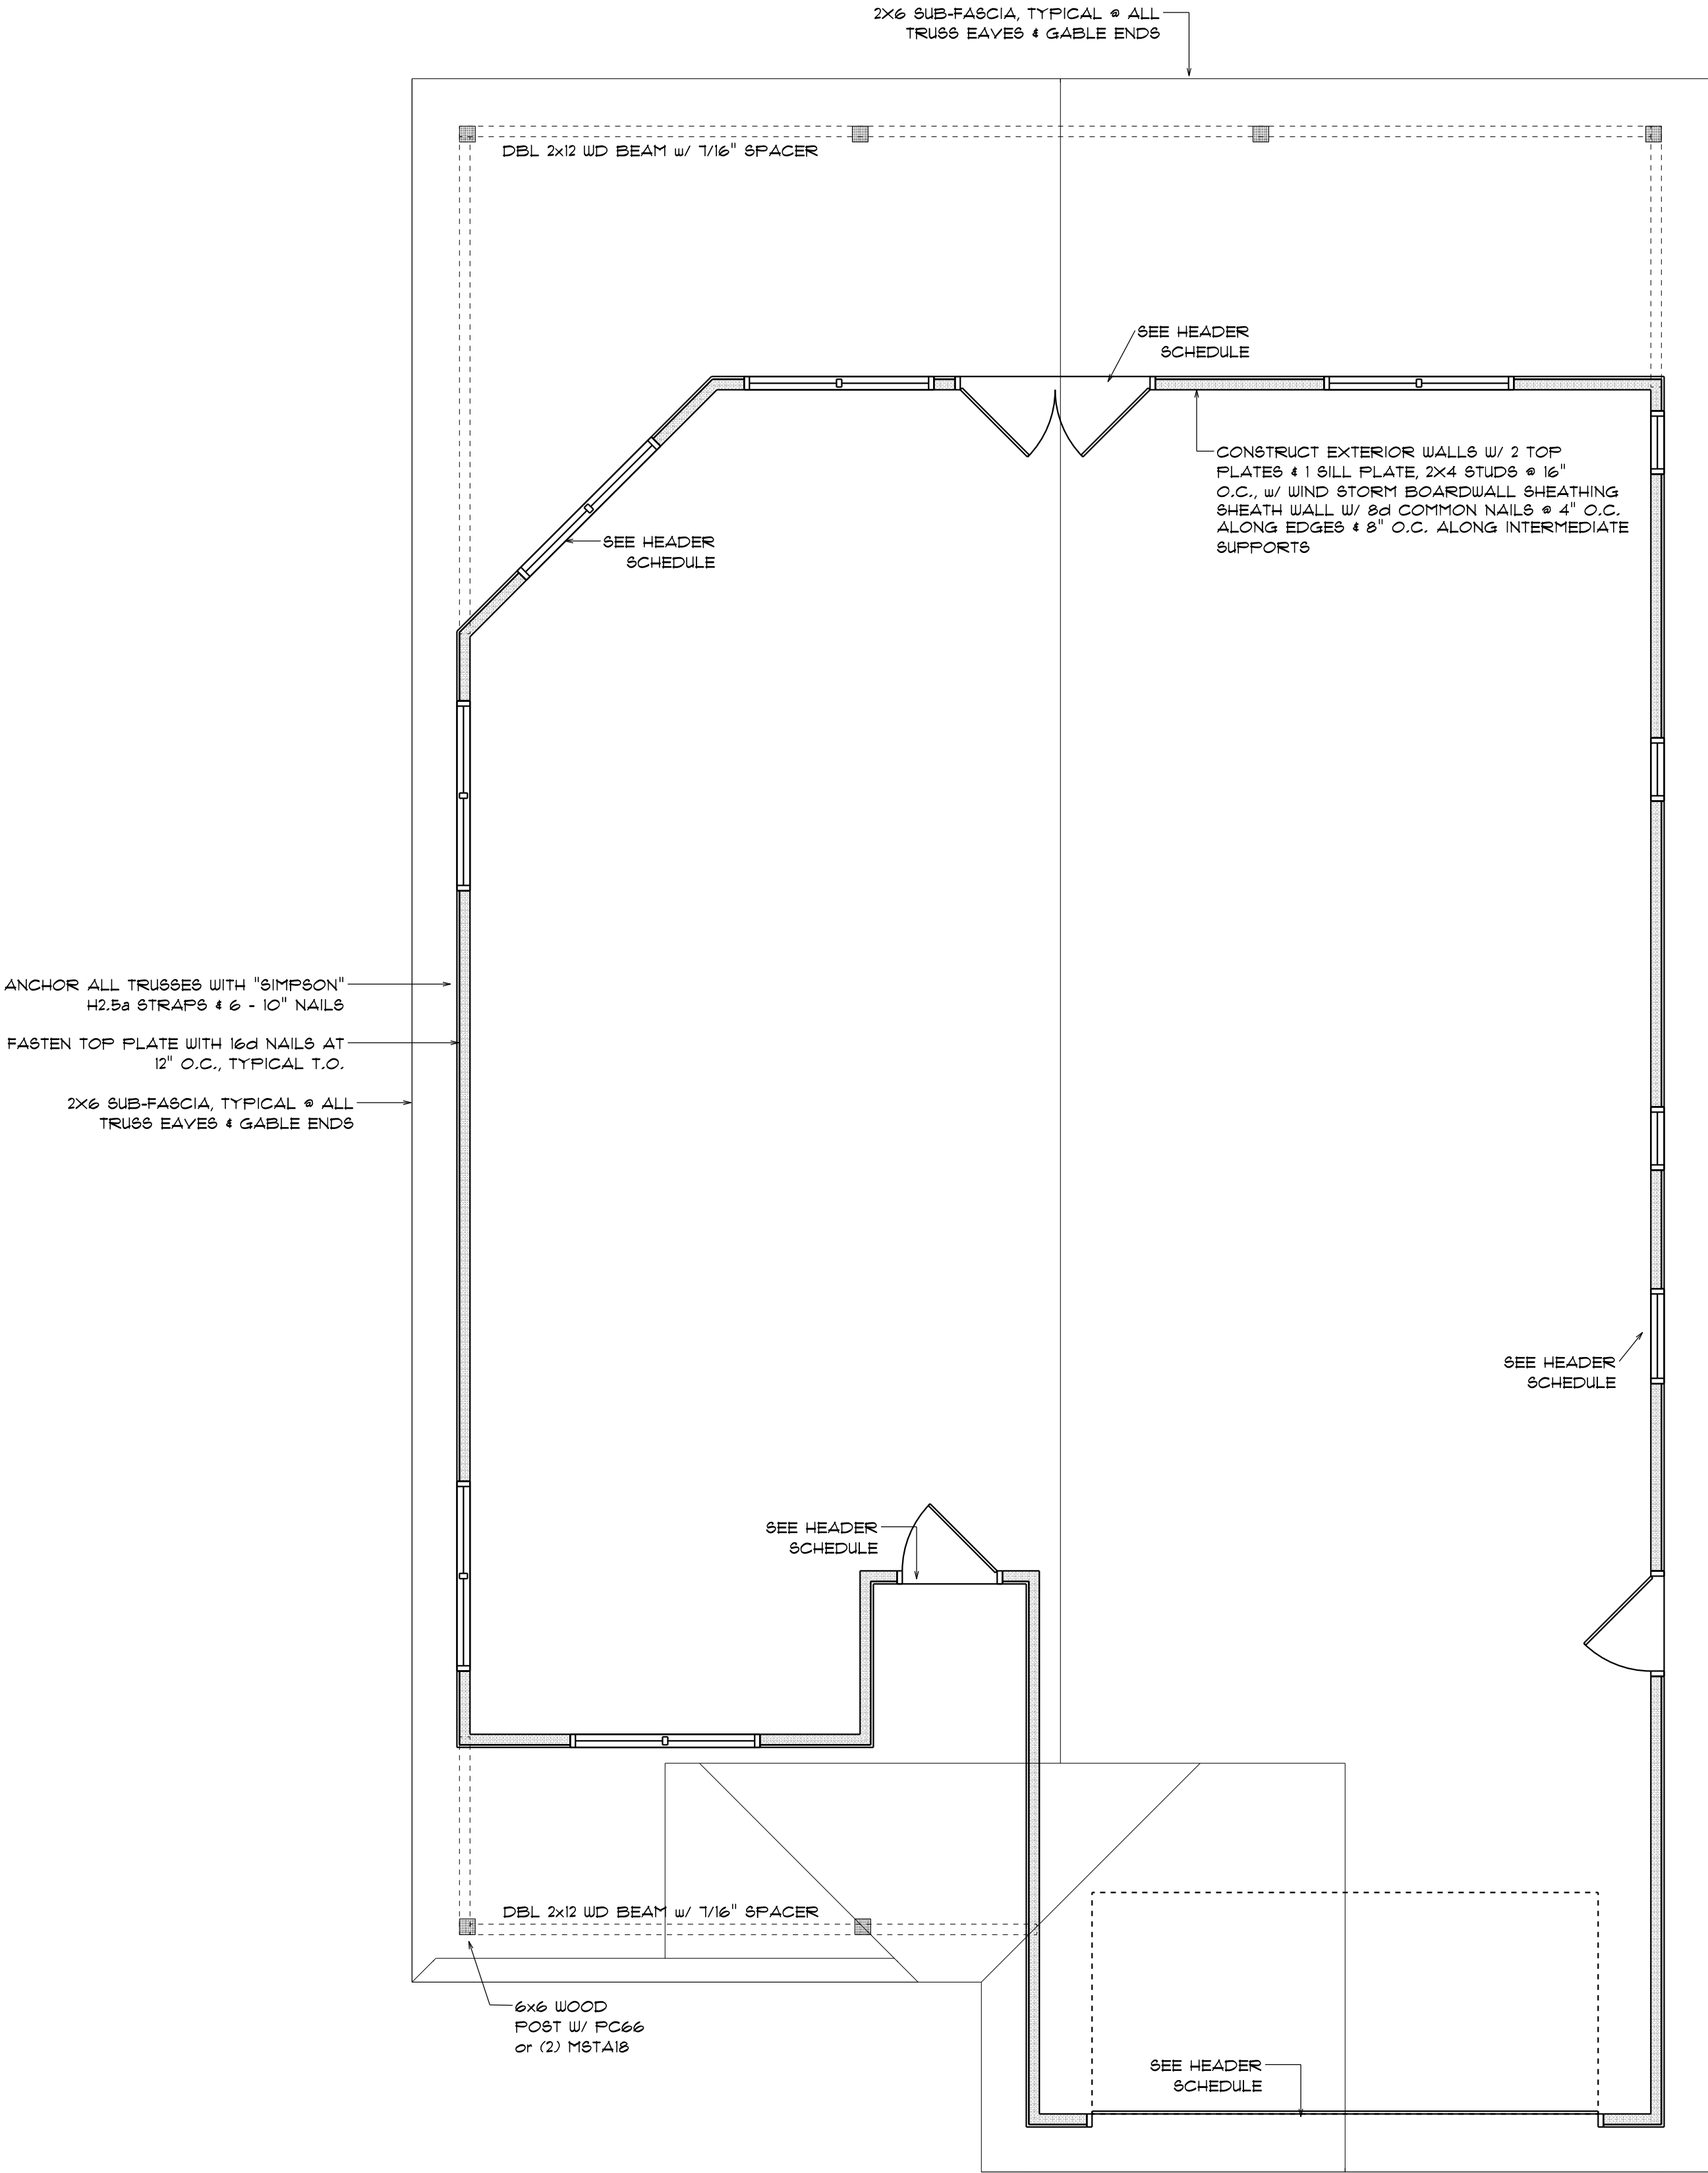 2X6 SUB-FASCIA, TYPICAL @ ALL
TRUSS EAVES & GABLE ENDS
DBL 2x12 WD BEAM w/ 7/16" SPACER
SEE HEADER
SCHEDULE
CONSTRUCT EXTERIOR WALLS W/ 2 TOP
PLATES & 1 SILL PLATE, 2X4 STUDS @ 16"
O.C., w/ WIND STORM BOARDWALL SHEATHING
SHEATH WALL W/ 8d COMMON NAILS @ 4" O.C.
ALONG EDGES & 8" O.C. ALONG INTERMEDIATE
SUPPORTS
SEE HEADER
SCHEDULE
ANCHOR ALL TRUSSES WITH "SIMPSON"
H2.5a STRAPS & 6 - 10" NAILS
FASTEN TOP PLATE WITH 16d NAILS AT
12" O.C., TYPICAL T.O.
2X6 SUB-FASCIA, TYPICAL @ ALL
TRUSS EAVES & GABLE ENDS
SEE HEADER
SCHEDULE
SEE HEADER
SCHEDULE
DBL 2x12 WD BEAM w/ 7/16" SPACER
6x6 WOOD
POST W/ PC66
or (2) MSTA18
SEE HEADER
SCHEDULE